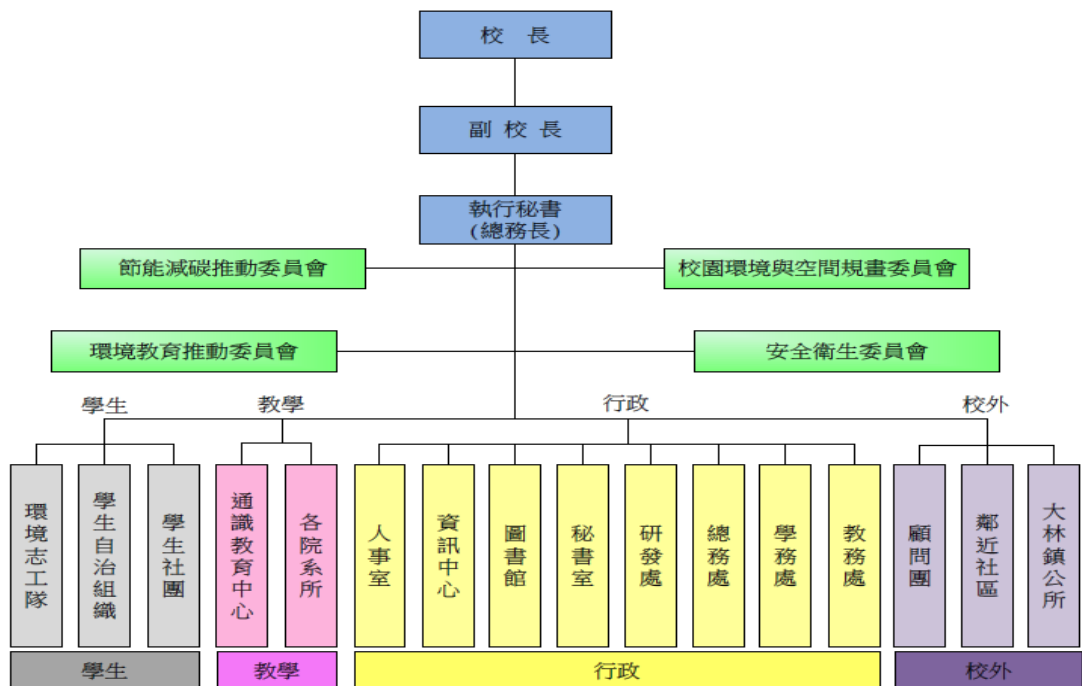 校 長
副 校 長
執行秘書
(總務長)
節能減碳推動委員會
校園環境與空間規畫委員會
環境教育推動委員會
安全衛生委員會
學生
教學
行政
校外
環境志工隊
學生自治組織
學生社團
通識教育中心
各院系所
人事室
資訊中心
圖書館
秘書室
研發處
總務處
學務處
教務處
顧問團
鄰近社區
大林鎮公所
學生
教學
行政
校外